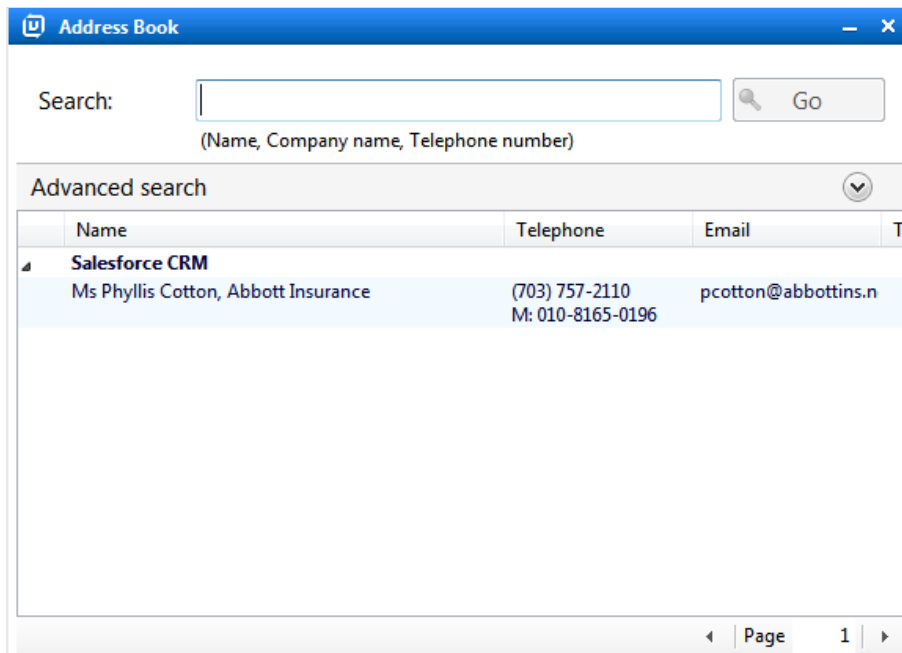 Address Book
Search:
Go
(Name, Company name, Telephone number)
Advanced search
Name Telephone Email T
Salesforce CRM
Ms Phyllis Cotton, Abbott Insurance (703) 757-2110 pcotton@abbottins.n
M: 010-8165-0196
Page 1